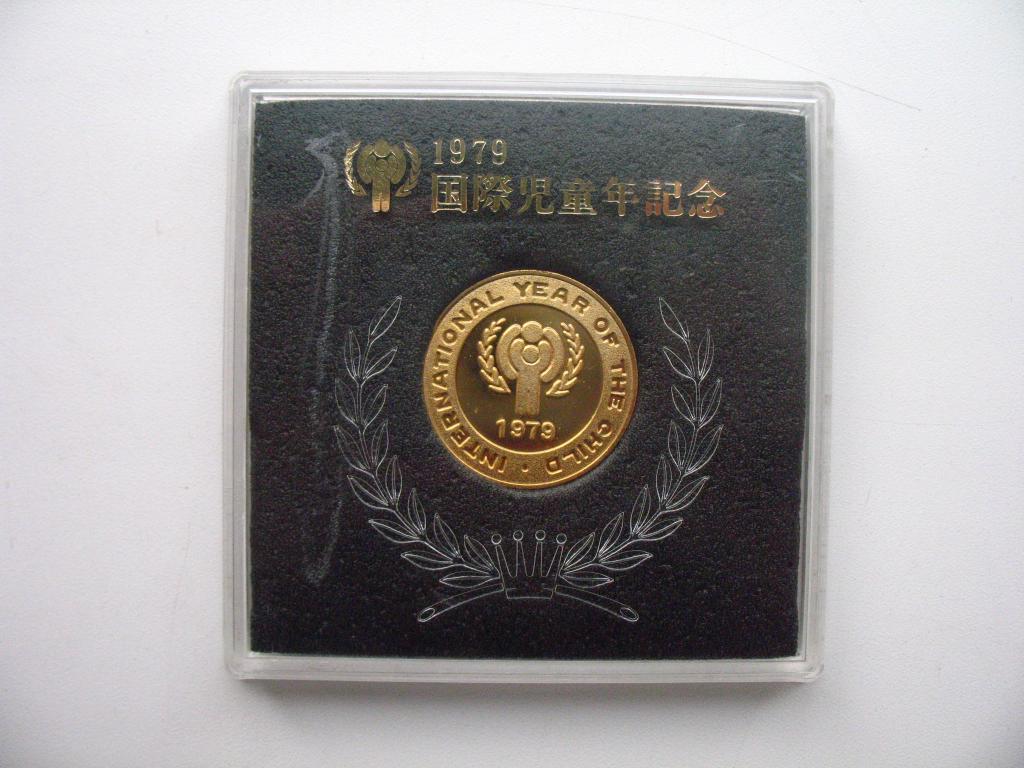 1979
国際児童年記念
INTERNATIONAL YEAR OF THE CHILD ·
1979